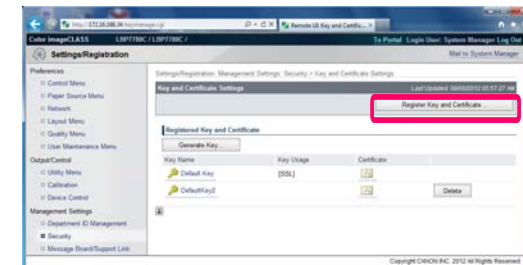 Remote UI: Key and Certific...
Color imageCLASS LBP7780C / LBP7780C /
To Portal Login User: System Manager Log Out
Settings/Registration
Mail to System Manager
Preferences
Control Menu
Paper Source Menu
Network
Layout Menu
Quality Menu
User Maintenance Menu
Output/Control
Utility Menu
Calibration
Device Control
Management Settings
Department ID Management
Security
Message Board/Support Link
Settings/Registration: Management Settings: Security > Key and Certificate Settings
Key and Certificate Settings
Last Updated:
Register Key and Certificate...
Registered Key and Certificate
Generate Key...
Key Name Key Usage Certificate
Default Key [SSL]
DefaultKey2 Delete
Copyright CANON INC. 2012 All Rights Reserved